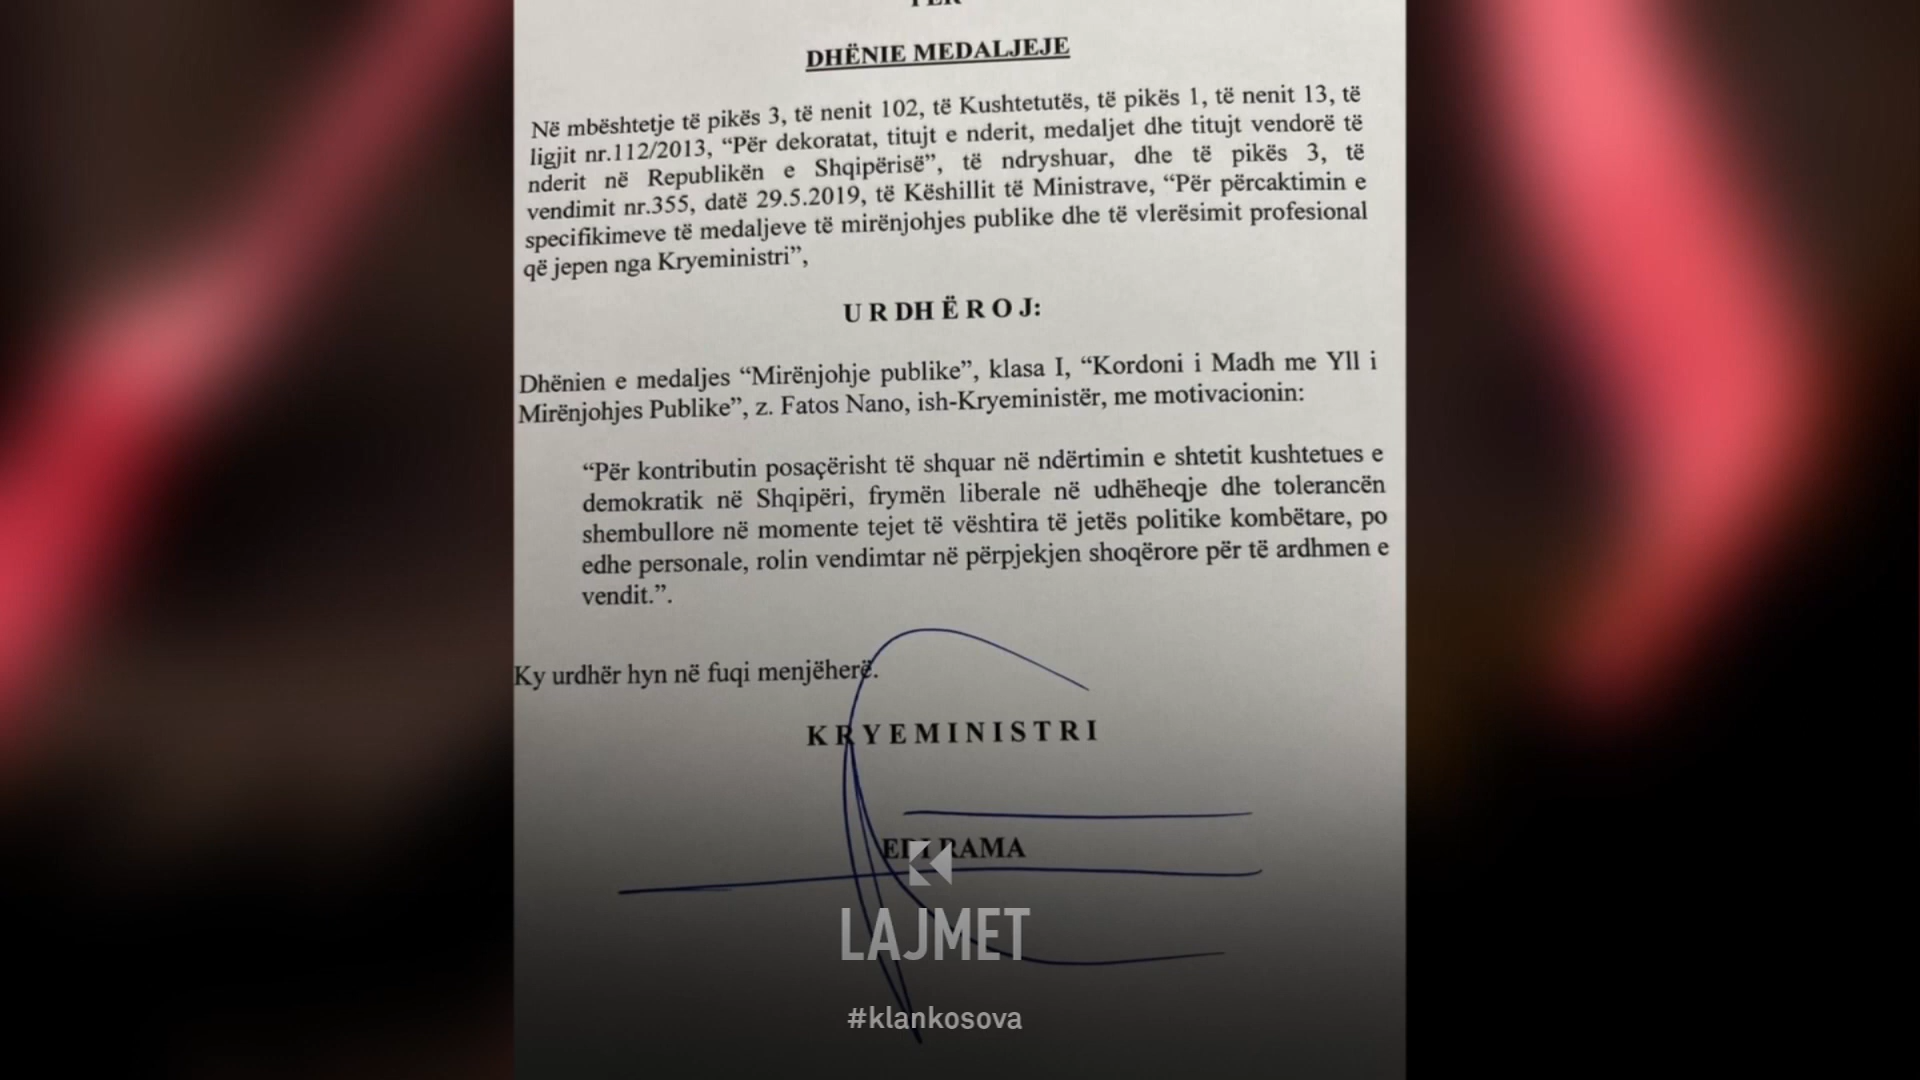 PËR
DHËNIE MEDALJEJE
Në mbështetje të pikës 3, të nenit 102, të Kushtetutës, të pikës 1, të nenit 13, të
ligjit nr.112/2013, “Për dekoratat, titujt e nderit, medaljet dhe titujt vendorë të
nderit në Republikën e Shqipërisë”, të ndryshuar, dhe të pikës 3, të
vendimit nr.355, datë 29.5.2019, të Këshillit të Ministrave, “Për përcaktimin e
specifikimeve të medaljeve të mirënjohjes publike dhe të vlerësimit profesional
që jepen nga Kryeministri”,
U R DH Ë R O J:
Dhënien e medaljes “Mirënjohje publike”, klasa I, “Kordoni i Madh me Yll i
Mirënjohjes Publike”, z. Fatos Nano, ish-Kryeministër, me motivacionin:
“Për kontributin posaçërisht të shquar në ndërtimin e shtetit kushtetues e
demokratik në Shqipëri, frymën liberale në udhëheqje dhe tolerancën
shembullore në momente tejet të vështira të jetës politike kombëtare, po
edhe personale, rolin vendimtar në përpjekjen shoqërore për të ardhmen e
vendit.”.
Ky urdhër hyn në fuqi menjëherë.
K R Y E M I N I S T R I
EDI RAMA
LAJMET
#klankosova